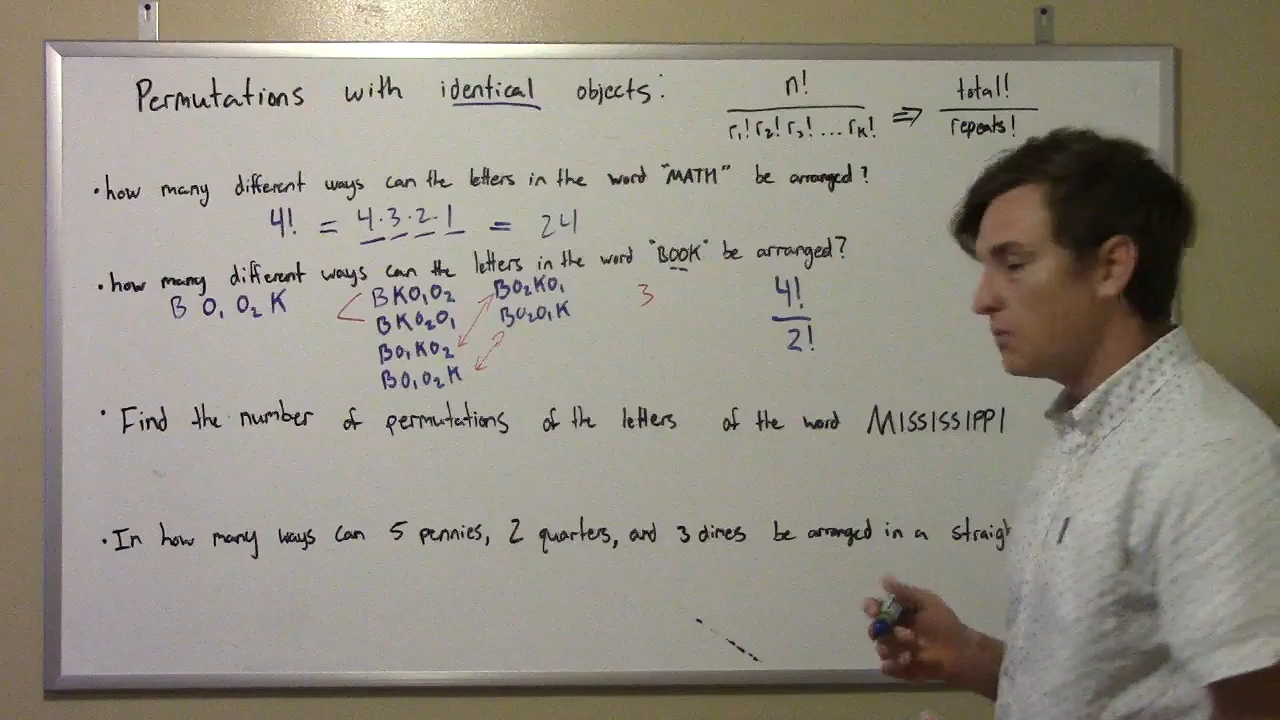 Permutations with identical objects: n! / r₁! r₂! r₃! ... rₖ! ⇒ total! / repeats!
• how many different ways can the letters in the word "MATH" be arranged?
4! = 4·3·2·1 = 24
• how many different ways can the letters in the word "BOOK" be arranged?
B O₁ O₂ K
BKO₁O₂
BKO₂O₁
BO₁KO₂
BO₁O₂K
BO₂KO₁
BO₂O₁K
3
4! / 2!
• Find the number of permutations of the letters of the word MISSISSIPPI
• In how many ways can 5 pennies, 2 quarters, and 3 dimes be arranged in a straigh